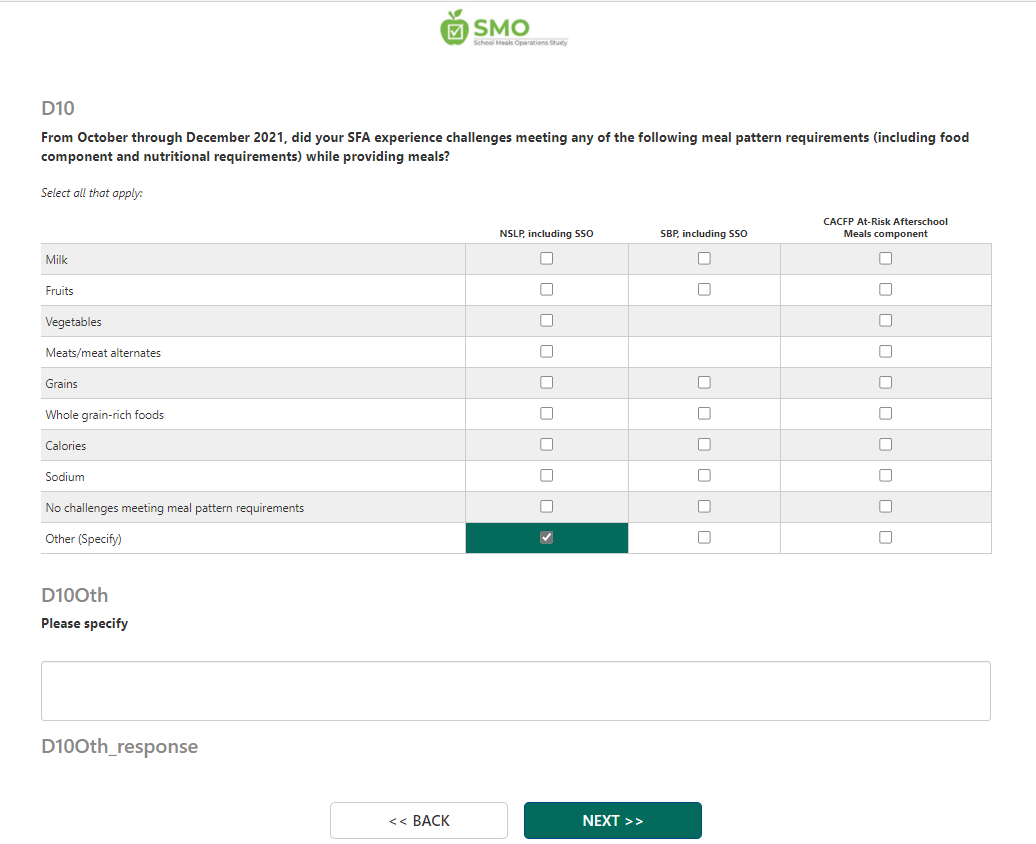 SMO
School Meals Operations Study
D10
From October through December 2021, did your SFA experience challenges meeting any of the following meal pattern requirements (including food
component and nutritional requirements) while providing meals?
Select all that apply:
NSLP, including SSO
SBP, including SSO
CACFP At-Risk Afterschool
Meals component
Milk
Fruits
Vegetables
Meats/meat alternates
Grains
Whole grain-rich foods
Calories
Sodium
No challenges meeting meal pattern requirements
Other (Specify)
D10Oth
Please specify
D10Oth_response
<< BACK
NEXT >>